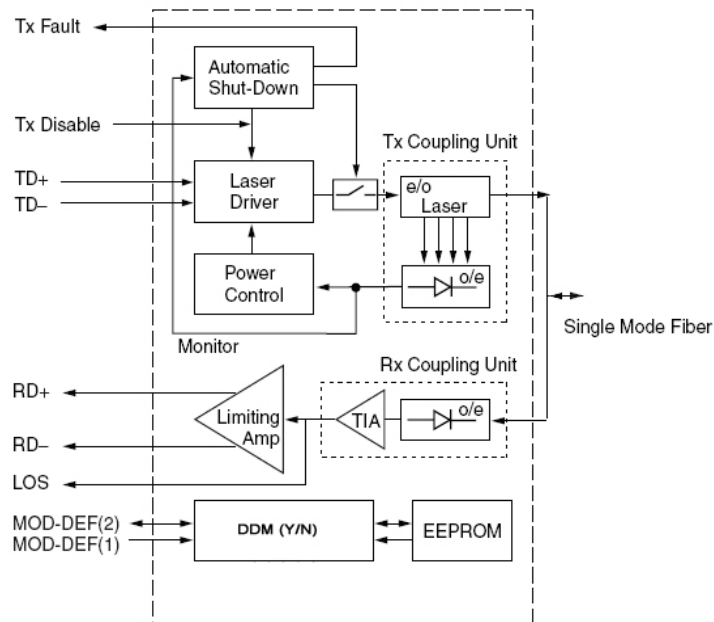 Tx Fault
Automatic
Shut-Down
Tx Disable
Tx Coupling Unit
TD+
TD–
Laser
Driver
e/o
Laser
Power
Control
o/e
Monitor
Single Mode Fiber
Rx Coupling Unit
RD+
RD–
Limiting
Amp
TIA
o/e
LOS
MOD-DEF(2)
MOD-DEF(1)
DDM (Y/N)
EEPROM